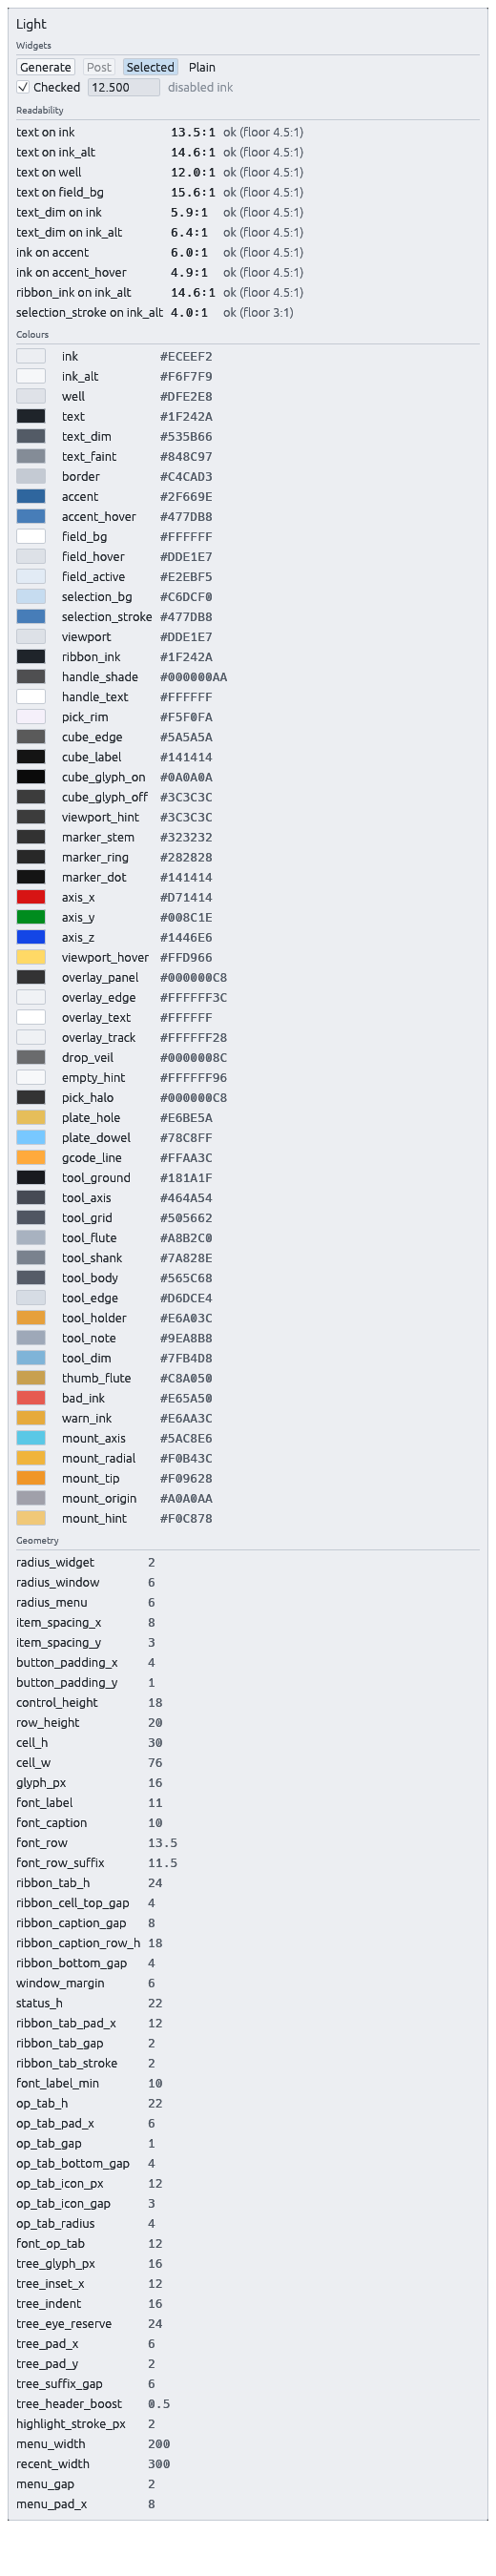 Light
Widgets
Generate Post Selected Plain
Checked 12.500 disabled ink
Readability
text on ink 13.5:1 ok (floor 4.5:1)
text on ink_alt 14.6:1 ok (floor 4.5:1)
text on well 12.0:1 ok (floor 4.5:1)
text on field_bg 15.6:1 ok (floor 4.5:1)
text_dim on ink 5.9:1 ok (floor 4.5:1)
text_dim on ink_alt 6.4:1 ok (floor 4.5:1)
ink on accent 6.0:1 ok (floor 4.5:1)
ink on accent_hover 4.9:1 ok (floor 4.5:1)
ribbon_ink on ink_alt 14.6:1 ok (floor 4.5:1)
selection_stroke on ink_alt 4.0:1 ok (floor 3:1)
Colours
ink #ECEEF2
ink_alt #F6F7F9
well #DFE2E8
text #1F242A
text_dim #535B66
text_faint #848C97
border #C4CAD3
accent #2F669E
accent_hover #477DB8
field_bg #FFFFFF
field_hover #DDE1E7
field_active #E2EBF5
selection_bg #C6DCF0
selection_stroke #477DB8
viewport #DDE1E7
ribbon_ink #1F242A
handle_shade #000000AA
handle_text #FFFFFF
pick_rim #F5F0FA
cube_edge #5A5A5A
cube_label #141414
cube_glyph_on #0A0A0A
cube_glyph_off #3C3C3C
viewport_hint #3C3C3C
marker_stem #323232
marker_ring #282828
marker_dot #141414
axis_x #D71414
axis_y #008C1E
axis_z #1446E6
viewport_hover #FFD966
overlay_panel #000000C8
overlay_edge #FFFFFF3C
overlay_text #FFFFFF
overlay_track #FFFFFF28
drop_veil #0000008C
empty_hint #FFFFFF96
pick_halo #000000C8
plate_hole #E6BE5A
plate_dowel #78C8FF
gcode_line #FFAA3C
tool_ground #181A1F
tool_axis #464A54
tool_grid #505662
tool_flute #A8B2C0
tool_shank #7A828E
tool_body #565C68
tool_edge #D6DCE4
tool_holder #E6A03C
tool_note #9EA8B8
tool_dim #7FB4D8
thumb_flute #C8A050
bad_ink #E65A50
warn_ink #E6AA3C
mount_axis #5AC8E6
mount_radial #F0B43C
mount_tip #F09628
mount_origin #A0A0AA
mount_hint #F0C878
Geometry
radius_widget 2
radius_window 6
radius_menu 6
item_spacing_x 8
item_spacing_y 3
button_padding_x 4
button_padding_y 1
control_height 18
row_height 20
cell_h 30
cell_w 76
glyph_px 16
font_label 11
font_caption 10
font_row 13.5
font_row_suffix 11.5
ribbon_tab_h 24
ribbon_cell_top_gap 4
ribbon_caption_gap 8
ribbon_caption_row_h 18
ribbon_bottom_gap 4
window_margin 6
status_h 22
ribbon_tab_pad_x 12
ribbon_tab_gap 2
ribbon_tab_stroke 2
font_label_min 10
op_tab_h 22
op_tab_pad_x 6
op_tab_gap 1
op_tab_bottom_gap 4
op_tab_icon_px 12
op_tab_icon_gap 3
op_tab_radius 4
font_op_tab 12
tree_glyph_px 16
tree_inset_x 12
tree_indent 16
tree_eye_reserve 24
tree_pad_x 6
tree_pad_y 2
tree_suffix_gap 6
tree_header_boost 0.5
highlight_stroke_px 2
menu_width 200
recent_width 300
menu_gap 2
menu_pad_x 8